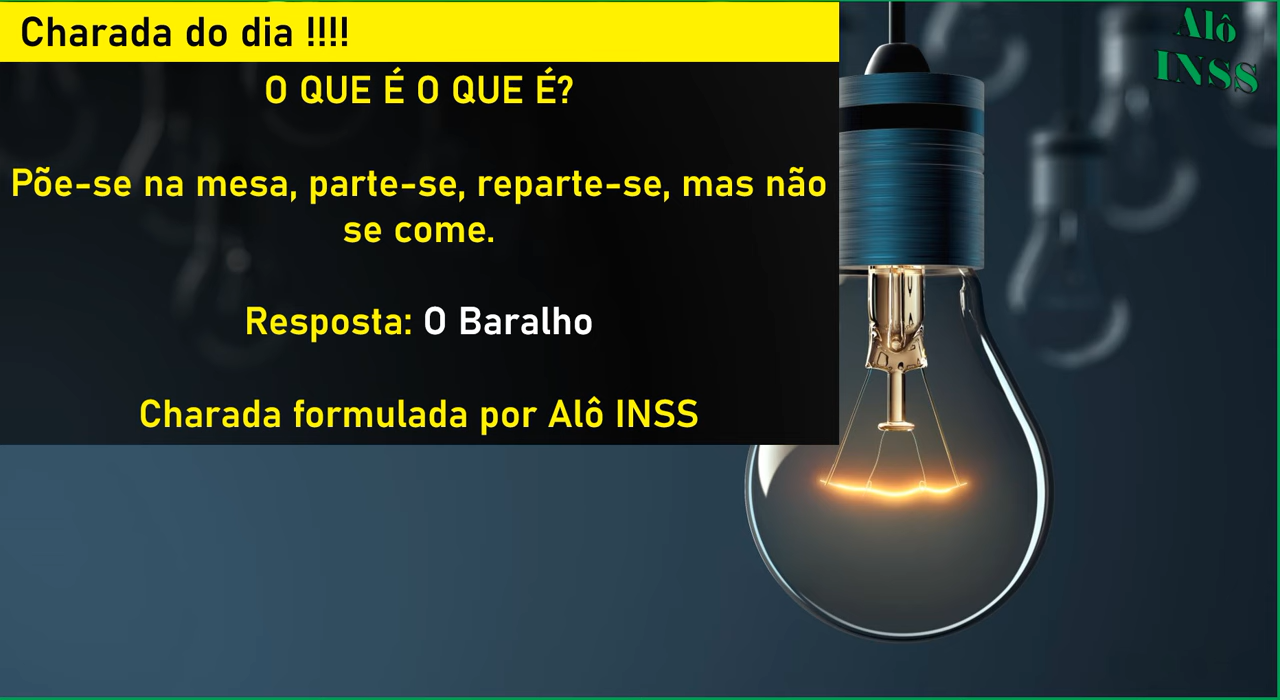 Charada do dia !!!!
O QUE É O QUE É?
Põe-se na mesa, parte-se, reparte-se, mas não
se come.
Resposta: O Baralho
Charada formulada por Alô INSS
Alô
INSS